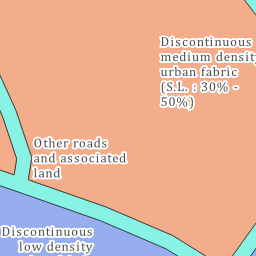 Discontinuous
medium density
urban fabric
(S.L. : 30% -
50%)
Other roads
and associated
land
Discontinuous
low density